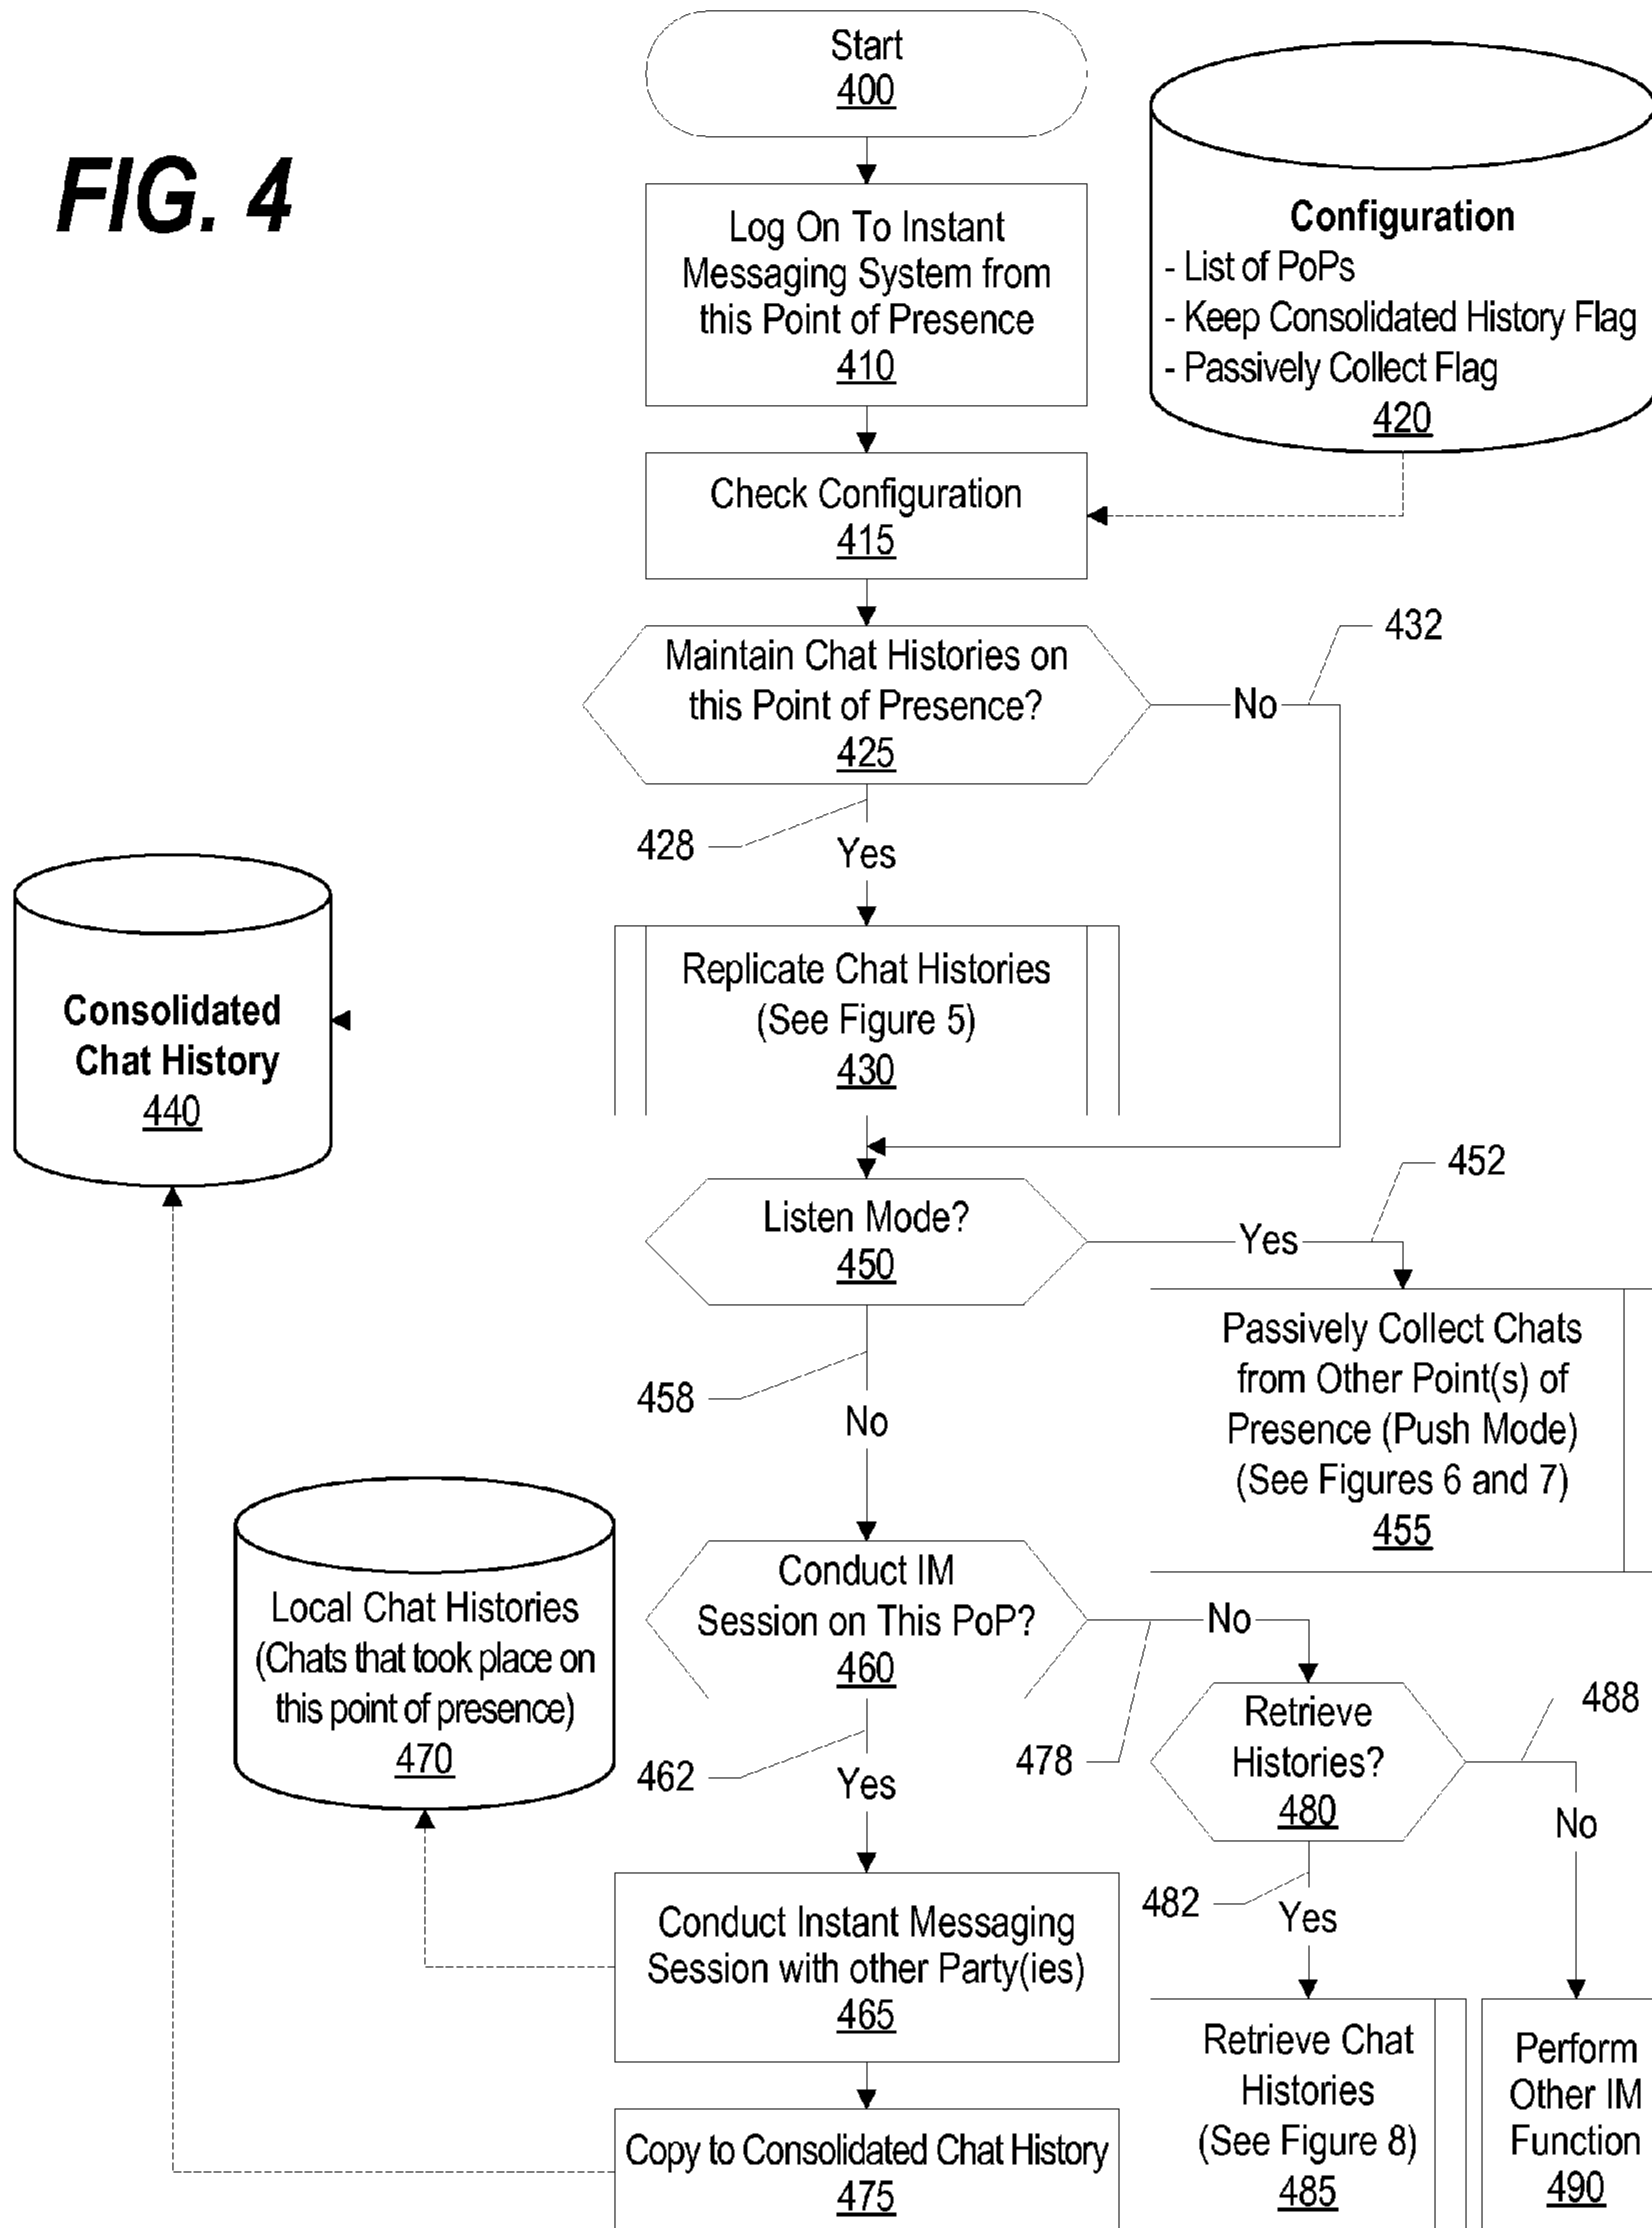 FIG. 4
Start
400
Log On To Instant
Messaging System from
this Point of Presence
410
Configuration
- List of PoPs
- Keep Consolidated History Flag
- Passively Collect Flag
420
Check Configuration
415
Maintain Chat Histories on
this Point of Presence?
425
No
432
428
Yes
Replicate Chat Histories
(See Figure 5)
430
Consolidated
Chat History
440
Listen Mode?
450
Yes
452
Passively Collect Chats
from Other Point(s) of
Presence (Push Mode)
(See Figures 6 and 7)
455
458
No
Conduct IM
Session on This PoP?
460
No
478
Local Chat Histories
(Chats that took place on
this point of presence)
470
462
Yes
Retrieve
Histories?
480
488
No
482
Yes
Conduct Instant Messaging
Session with other Party(ies)
465
Retrieve Chat
Histories
(See Figure 8)
485
Perform
Other IM
Function
490
Copy to Consolidated Chat History
475